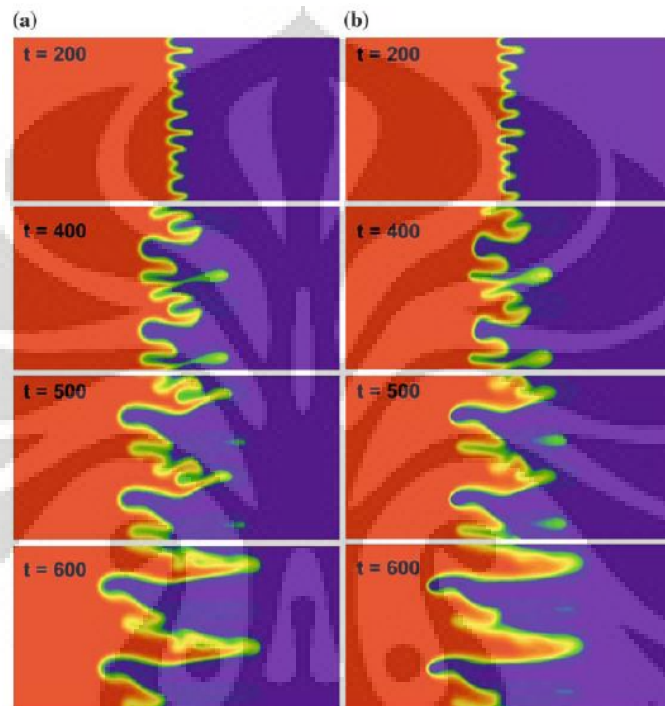 (a) (b)
t = 200 t = 200
t = 400 t = 400
t = 500 t = 500
t = 600 t = 600